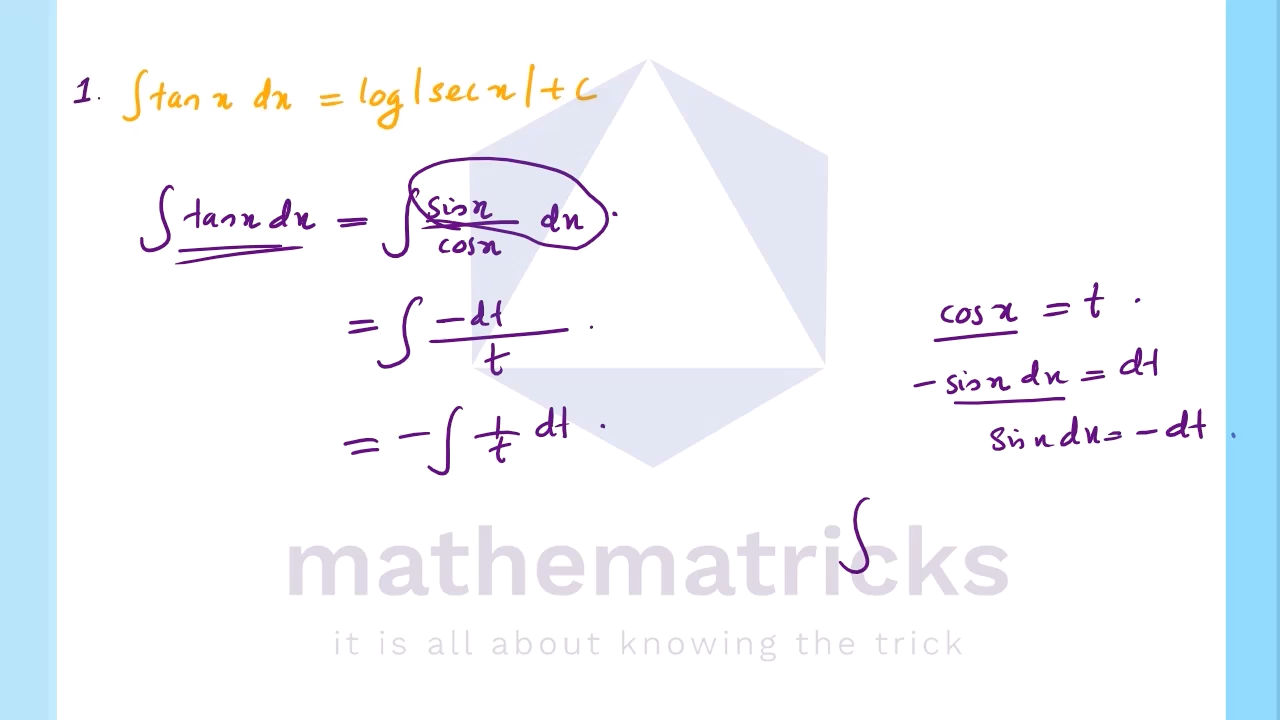 1. ∫ tan x dx = log|sec x| + c
∫ tan x dx = ∫ sin x / cos x dx.
= ∫ -dt / t .
= - ∫ 1/t dt .
cos x = t .
- sin x dx = dt
sin x dx = - dt .
∫
mathematricks
it is all about knowing the trick